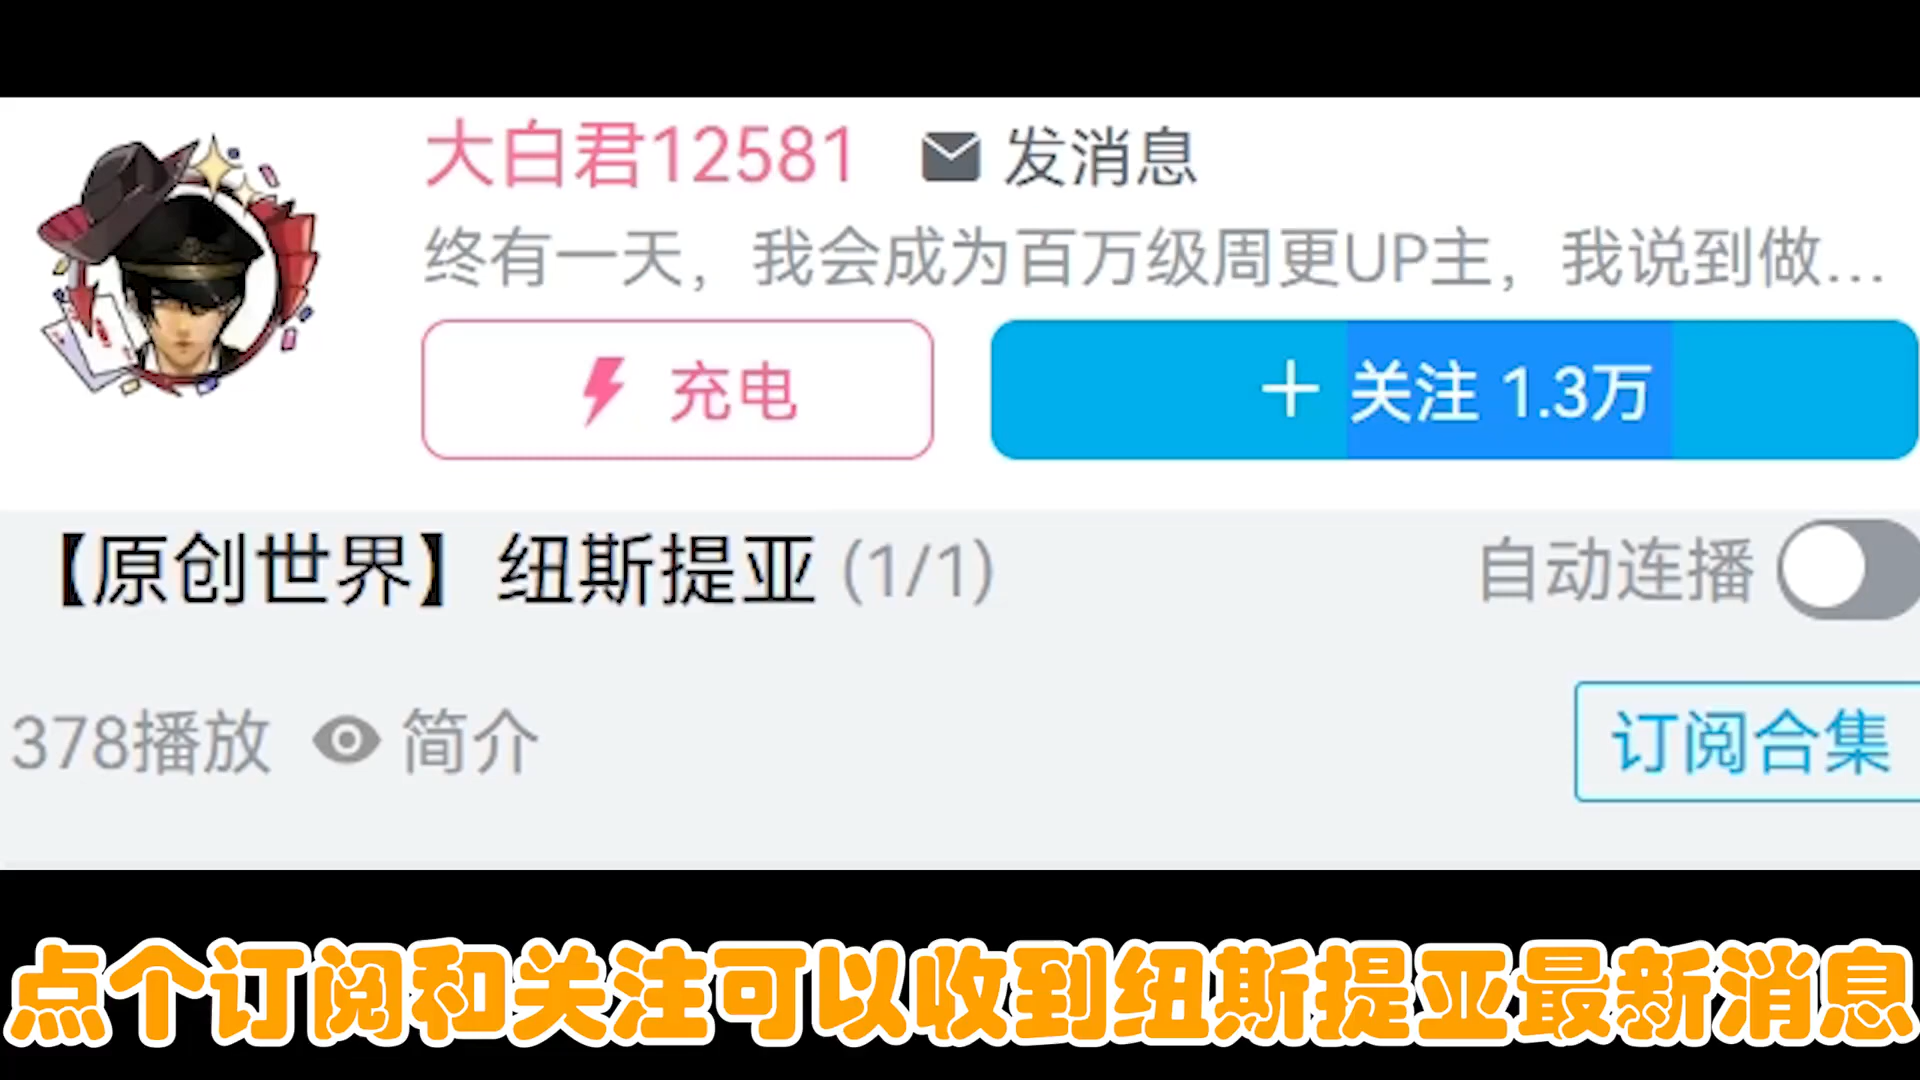 大白君12581 发消息
终有一天，我会成为百万级周更UP主，我说到做...
充电 + 关注 1.3万
【原创世界】纽斯提亚 (1/1) 自动连播
378播放 简介 订阅合集
点个订阅和关注可以收到纽斯提亚最新消息